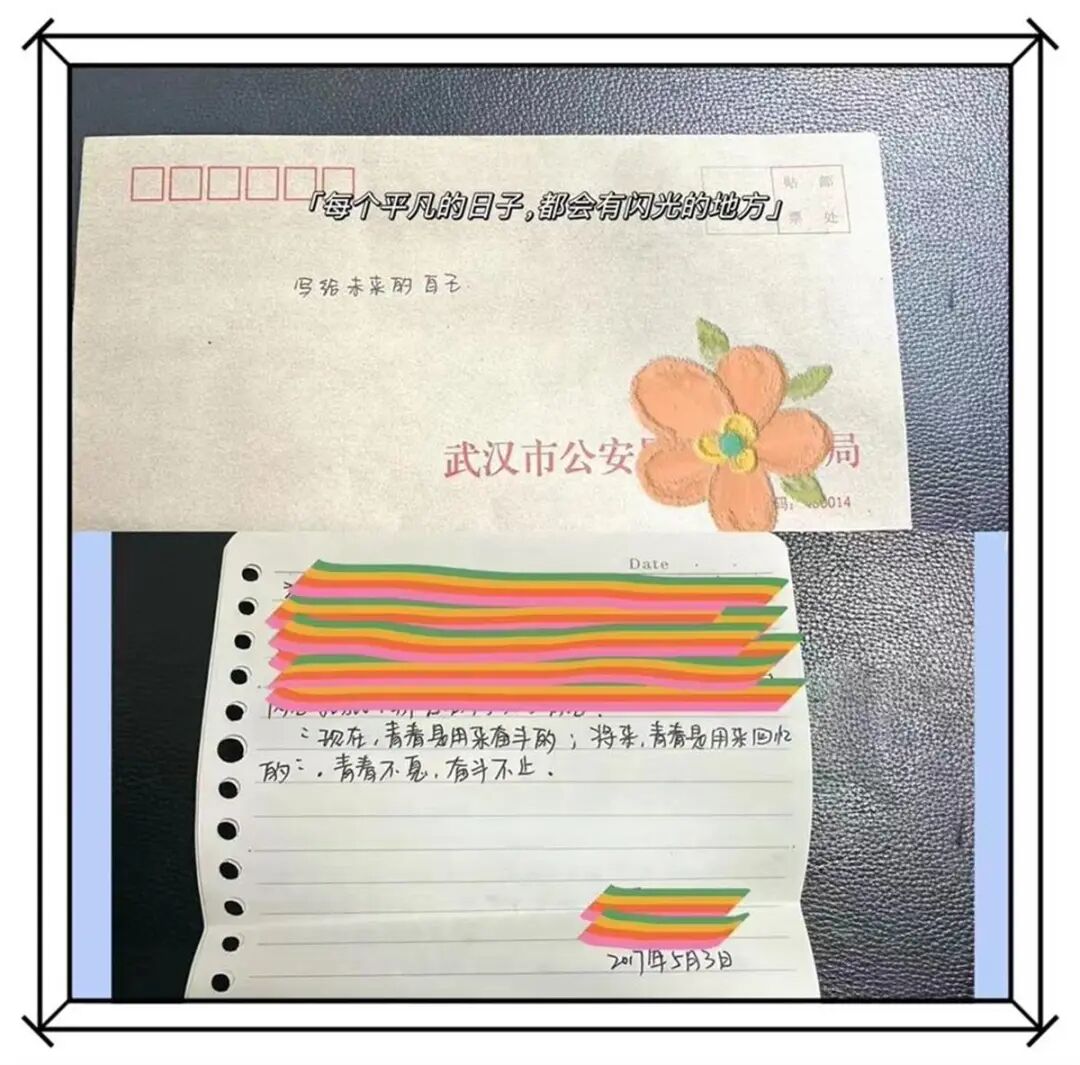 贴 邮
「每个平凡的日子,都会有闪光的地方」
票 处
写给未来的自己
武汉市公安 局
码: 0014
Date
“现在,青春是用来奋斗的;将来,青春是用来回忆
的”。青春不息,奋斗不止.
2017年5月3日